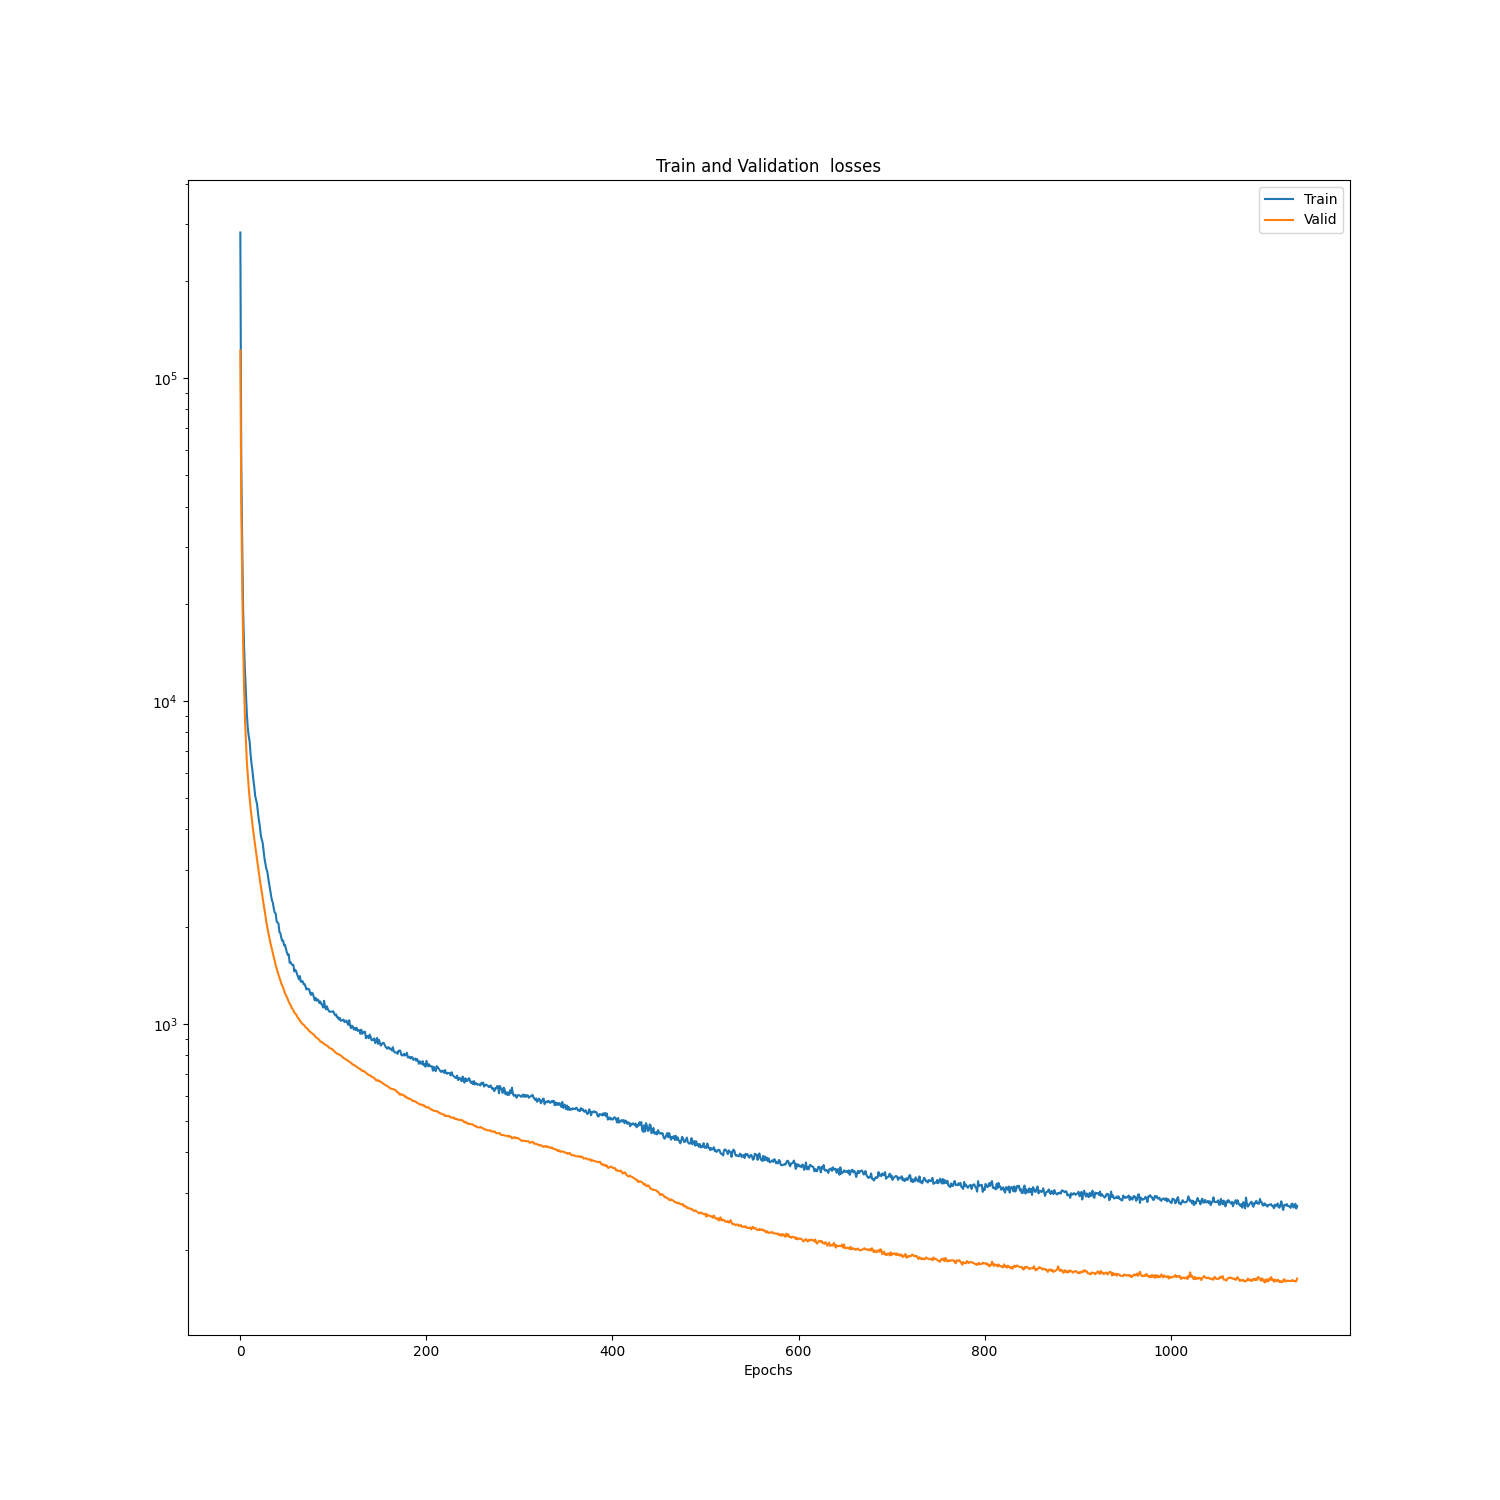 Train and Validation  losses
Train
Valid
10⁵
10⁴
10³
0 200 400 600 800 1000
Epochs